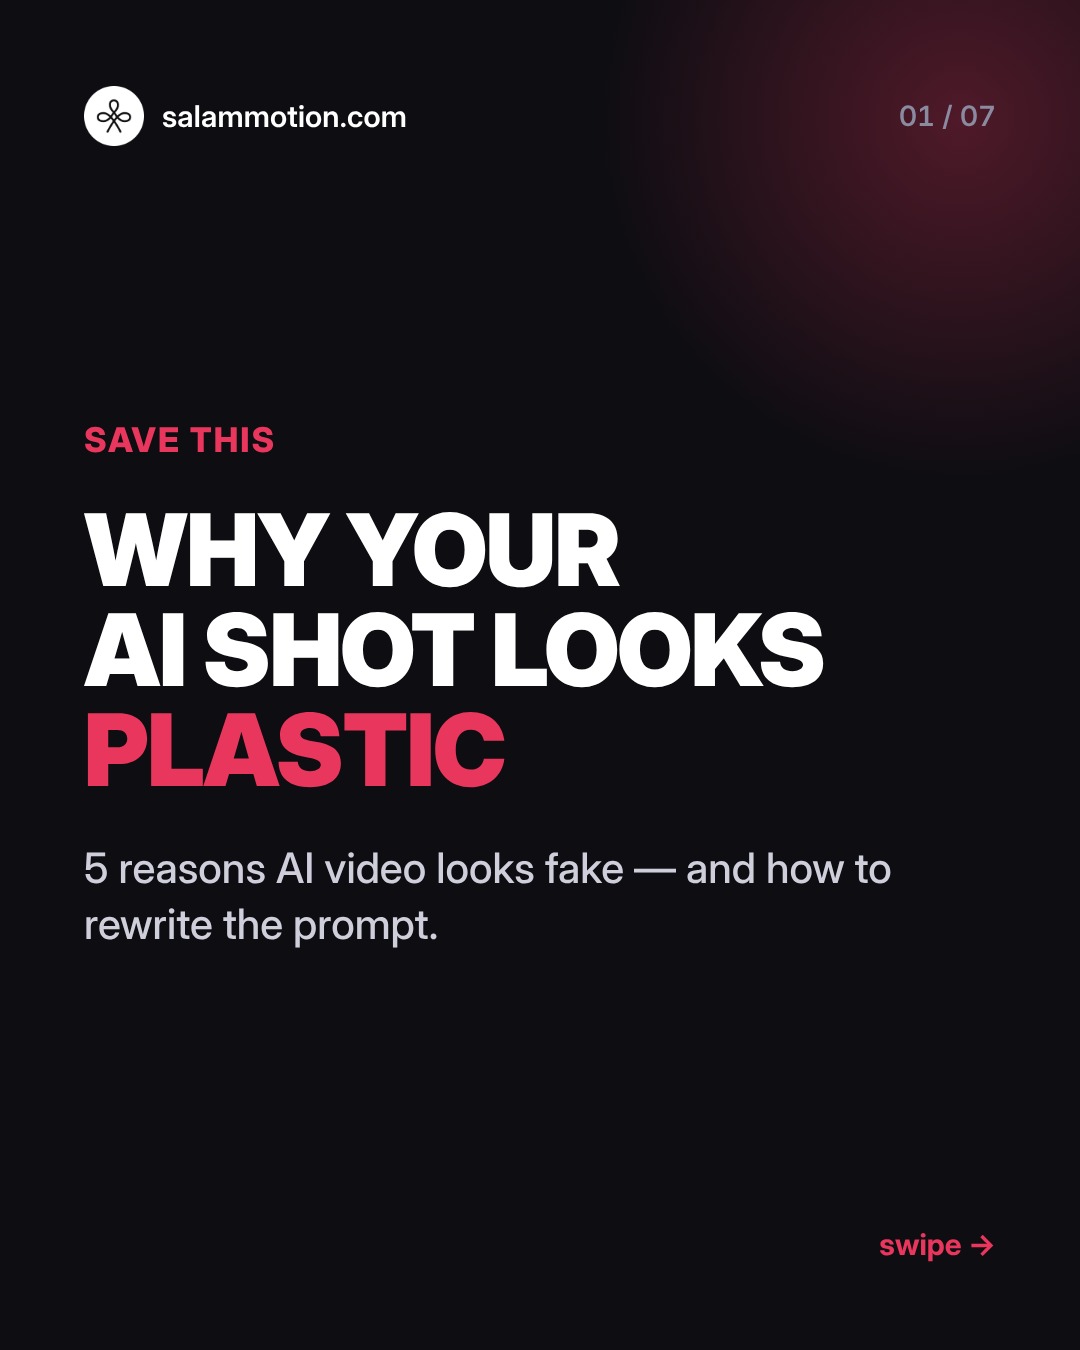 salammotion.com
01 / 07
SAVE THIS
WHY YOUR
AI SHOT LOOKS
PLASTIC
5 reasons AI video looks fake — and how to
rewrite the prompt.
swipe →